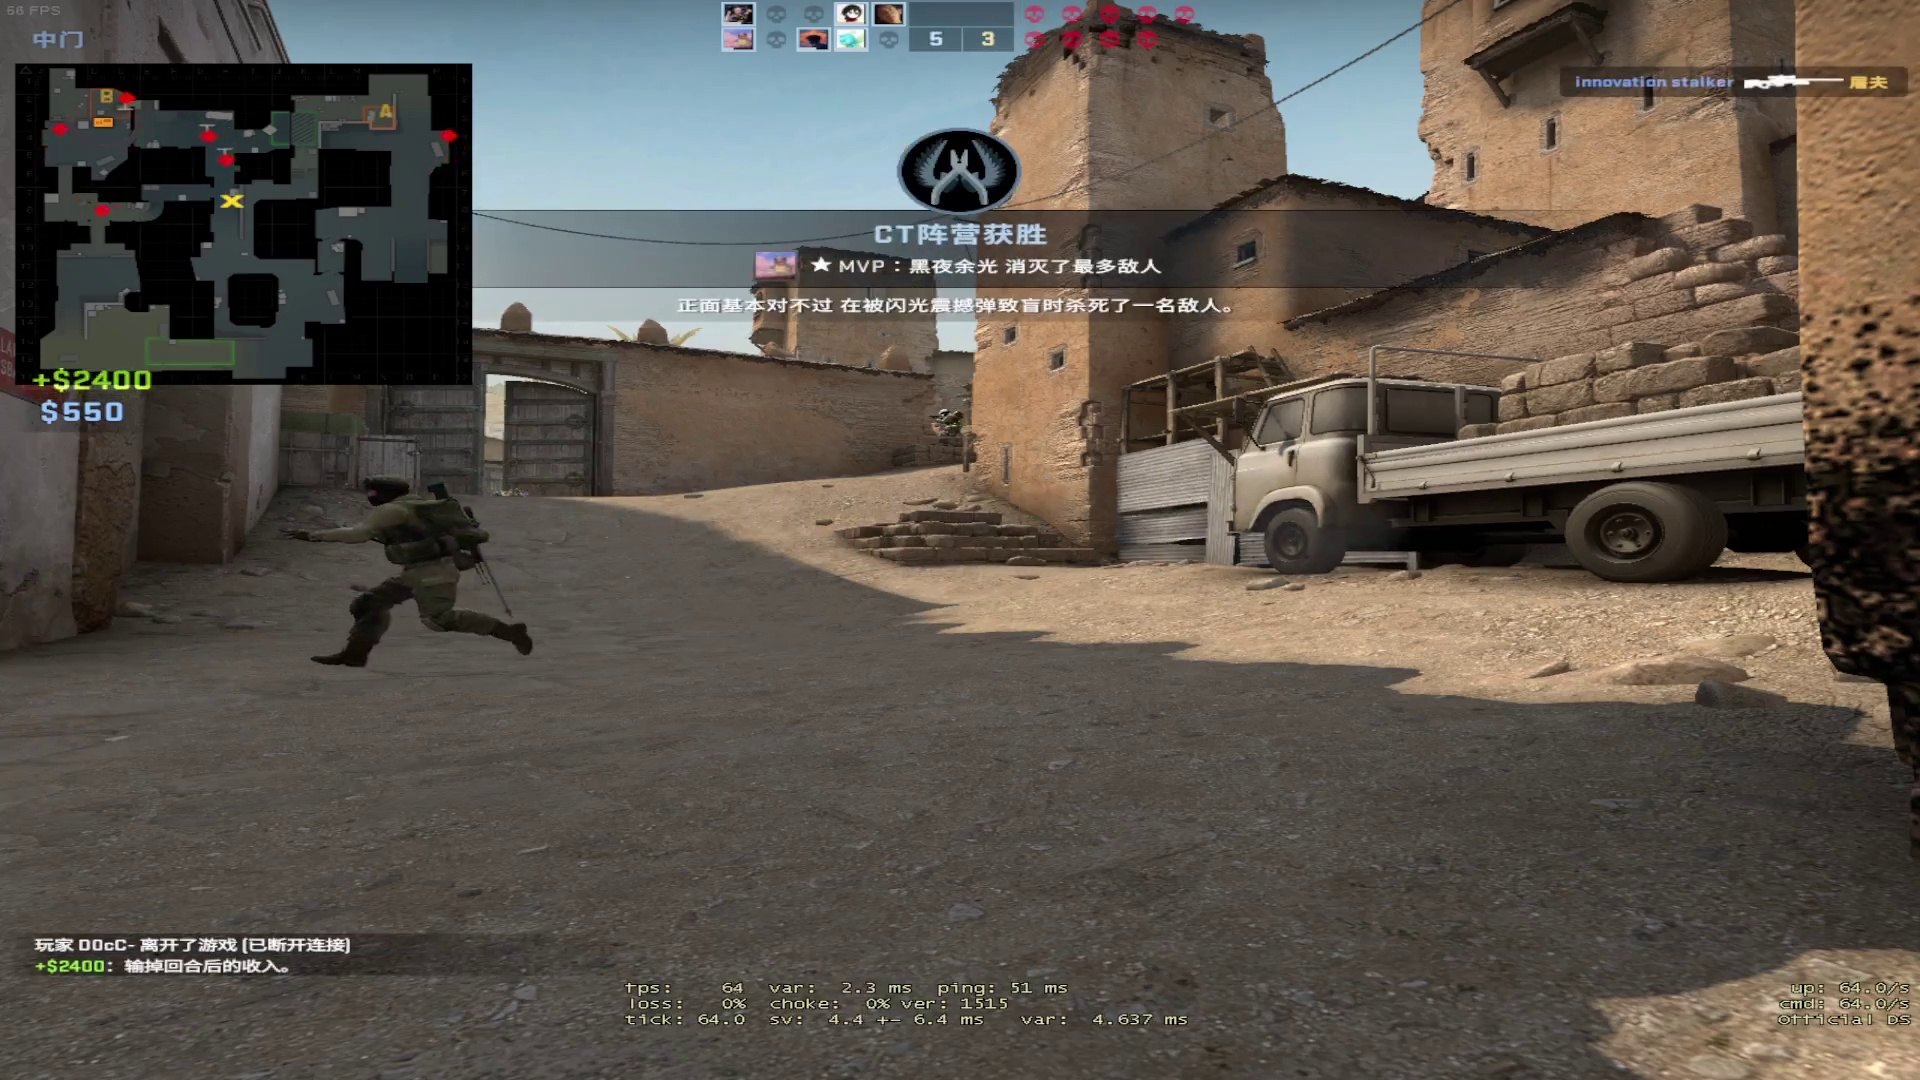 66 FPS
中门
B
A
5 3
innovation stalker 屠夫
CT阵营获胜
★ MVP：黑夜余光 消灭了最多敌人
正面基本对不过 在被闪光震撼弹致盲时杀死了一名敌人。
+$2400
$550
玩家 D0cC- 离开了游戏 (已断开连接)
+$2400：输掉回合后的收入。
fps: 64 var: 2.3 ms ping: 51 ms
loss: 0% choke: 0% ver: 1515
tick: 64.0 sv: 4.4 +- 6.4 ms var: 4.637 ms
up: 64.0/s
cmd: 64.0/s
Official DS